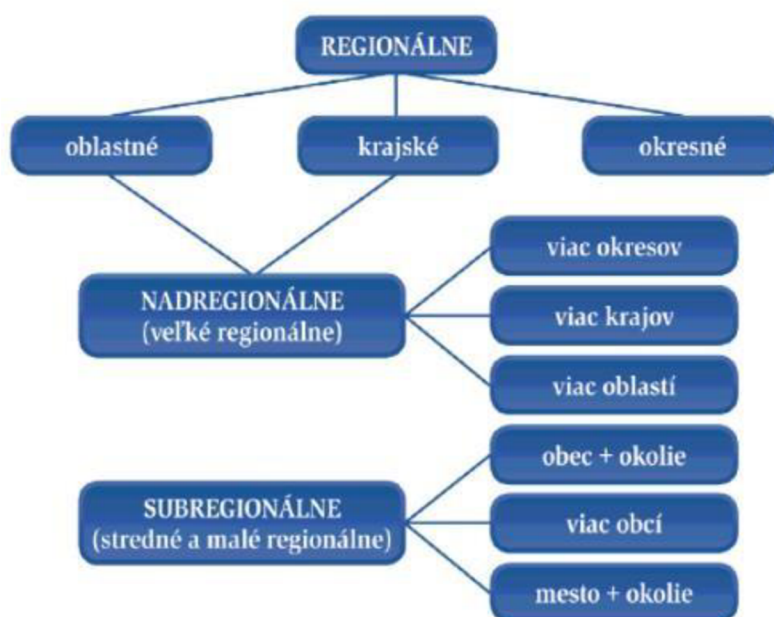 REGIONÁLNE
oblastné
krajské
okresné
NADREGIONÁLNE
(veľké regionálne)
viac okresov
viac krajov
viac oblastí
SUBREGIONÁLNE
(stredné a malé regionálne)
obec + okolie
viac obcí
mesto + okolie